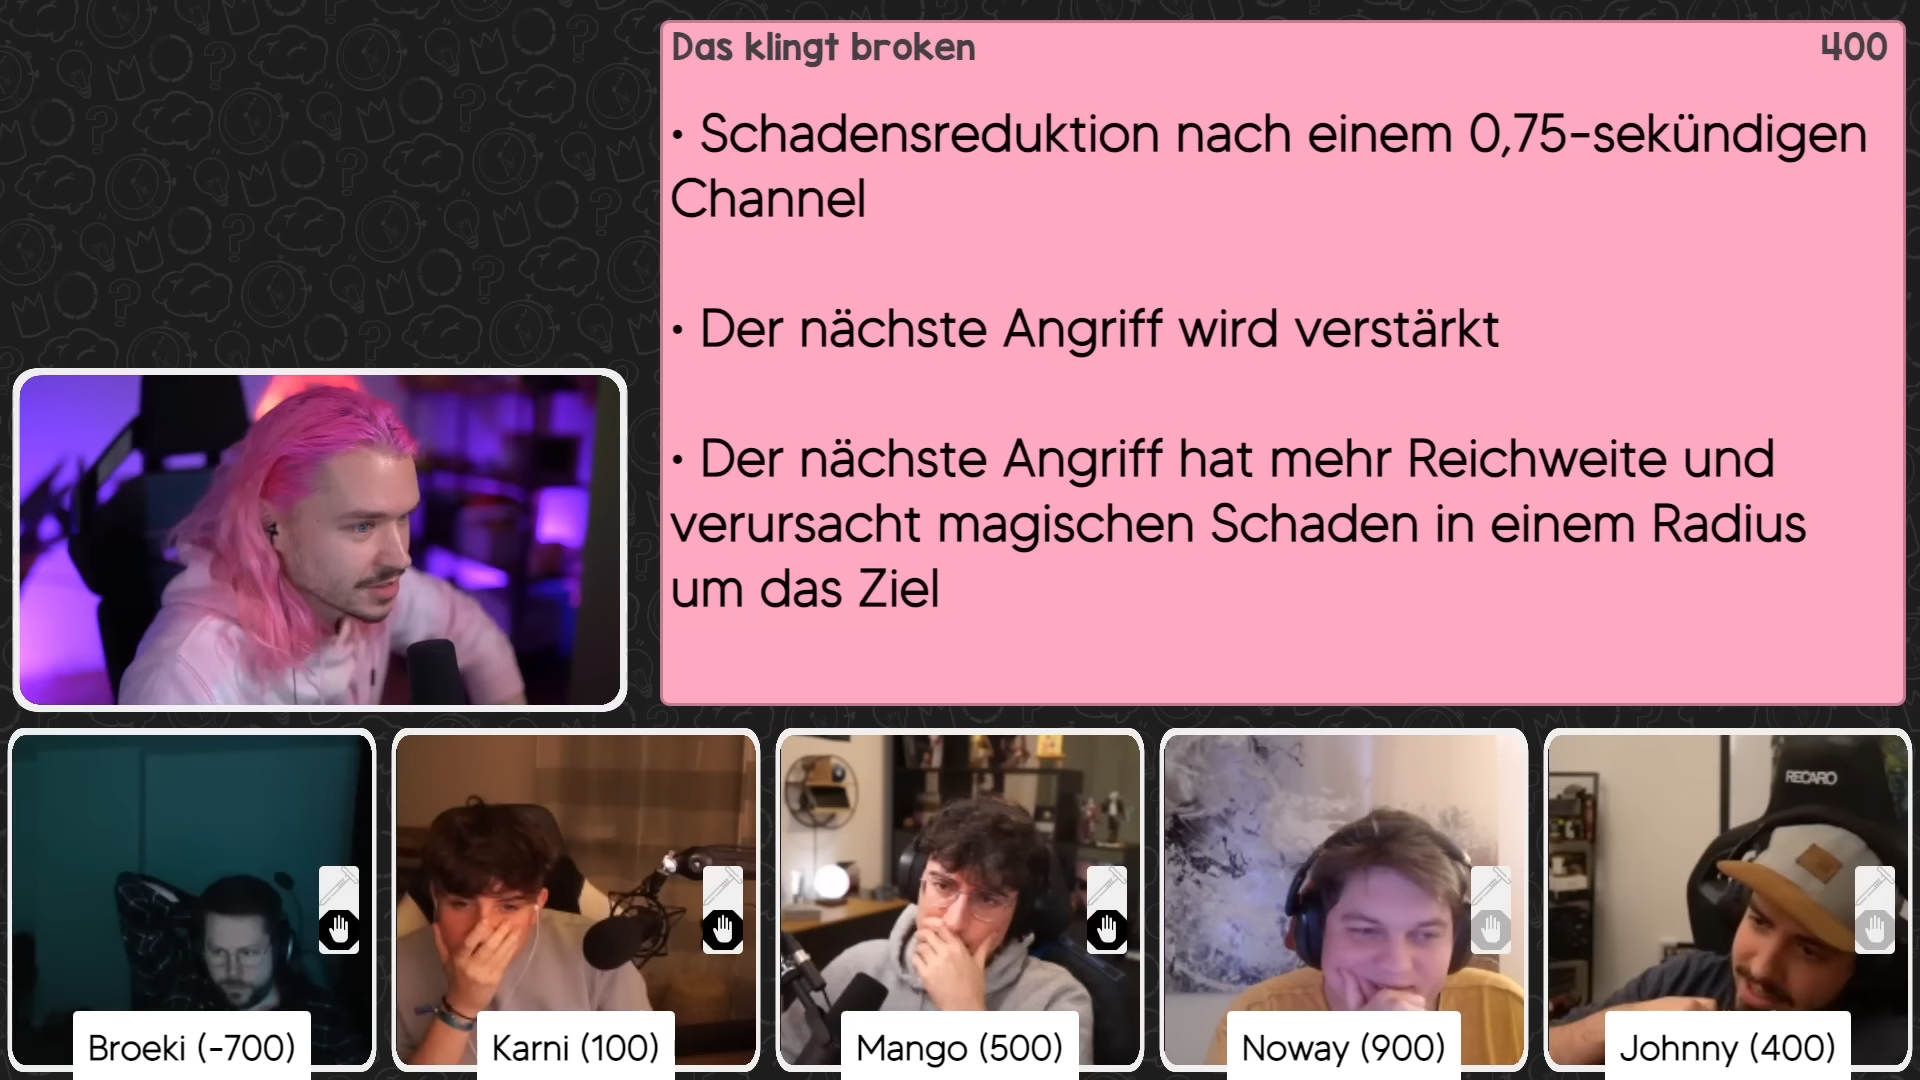 Das klingt broken
400
• Schadensreduktion nach einem 0,75-sekündigen
Channel
• Der nächste Angriff wird verstärkt
• Der nächste Angriff hat mehr Reichweite und
verursacht magischen Schaden in einem Radius
um das Ziel
RECARO
Broeki (-700)
Karni (100)
Mango (500)
Noway (900)
Johnny (400)